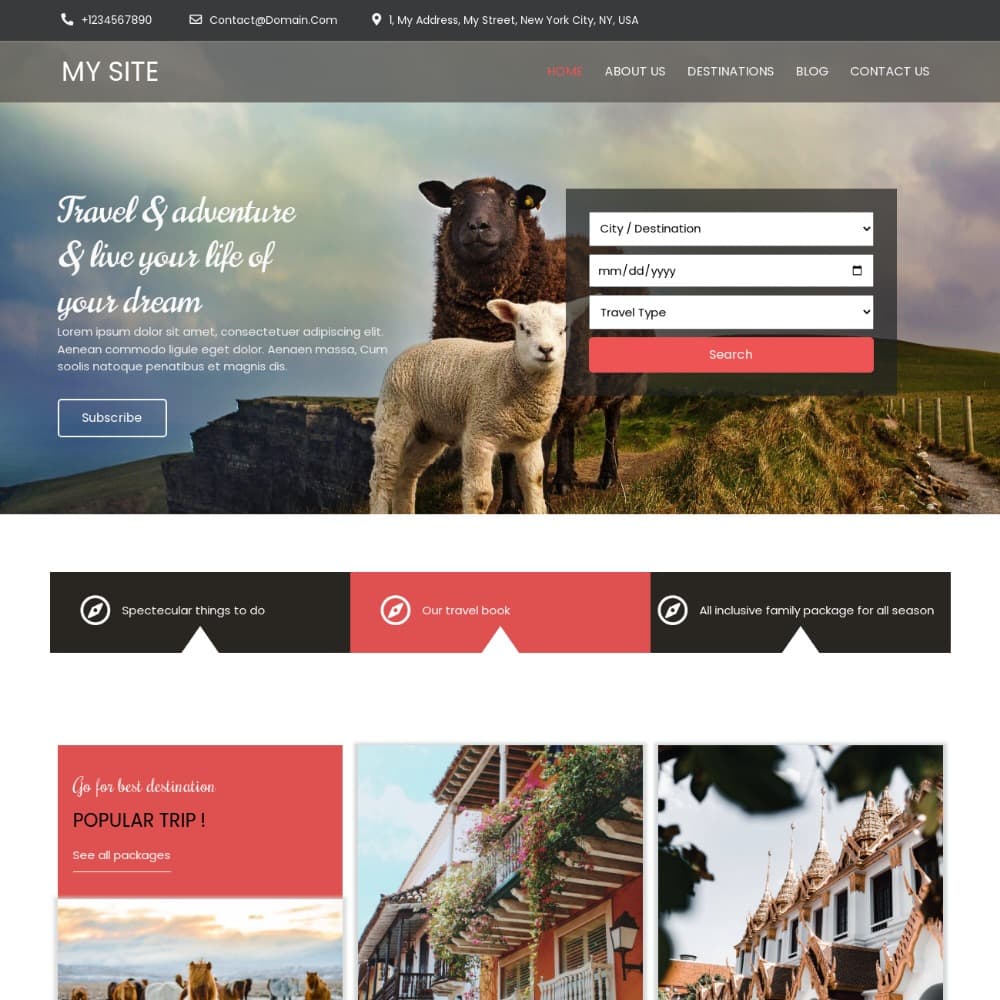 +1234567890
Contact@Domain.Com
1, My Address, My Street, New York City, NY, USA
MY SITE
HOME
ABOUT US
DESTINATIONS
BLOG
CONTACT US
Travel & adventure
& live your life of
your dream
Lorem ipsum dolor sit amet, consectetuer adipiscing elit.
Aenean commodo ligule eget dolor. Aenaen massa, Cum
soolis natoque penatibus et magnis dis.
Subscribe
City / Destination
mm/dd/yyyy
Travel Type
Search
Spectecular things to do
Our travel book
All inclusive family package for all season
Go for best destination
POPULAR TRIP !
See all packages